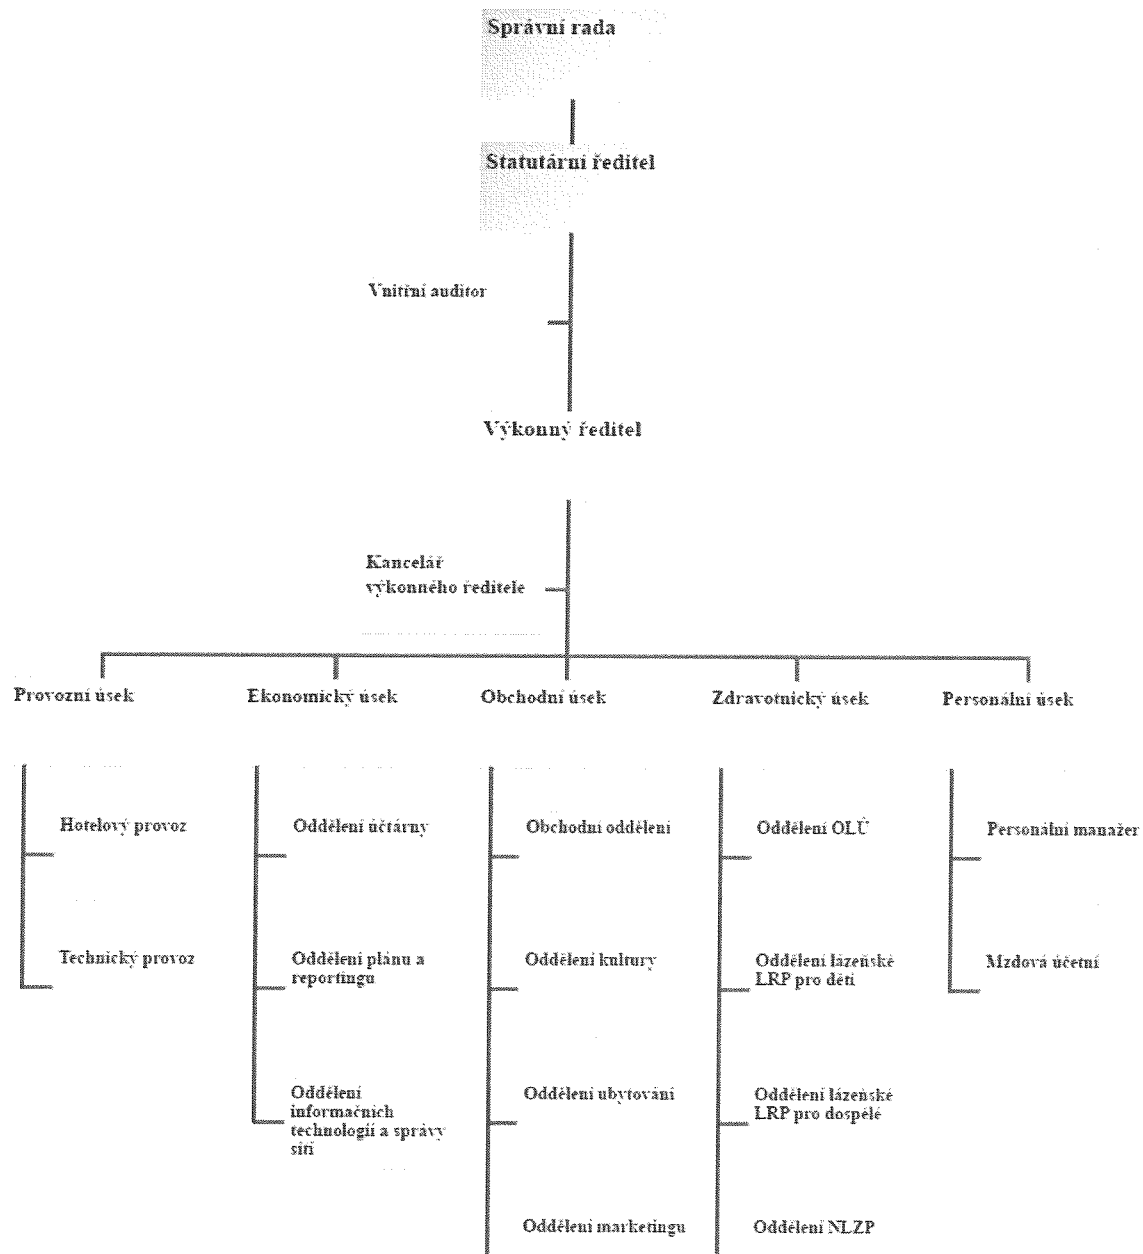 Správní rada
Statutární ředitel
Vnitřní auditor
Výkonný ředitel
Kancelář
výkonného ředitele
Provozní úsek
Ekonomický úsek
Obchodní úsek
Zdravotnický úsek
Personální úsek
Hotelový provoz
Oddělení účtárny
Obchodní oddělení
Oddělení OLÚ
Personální manažer
Technický provoz
Oddělení plánu a
reportingu
Oddělení kultury
Oddělení lázeňské
LRP pro děti
Mzdová účetní
Oddělení
informačních
technologií a správy
sítí
Oddělení ubytování
Oddělení lázeňské
LRP pro dospělé
Oddělení marketingu
Oddělení NLZP